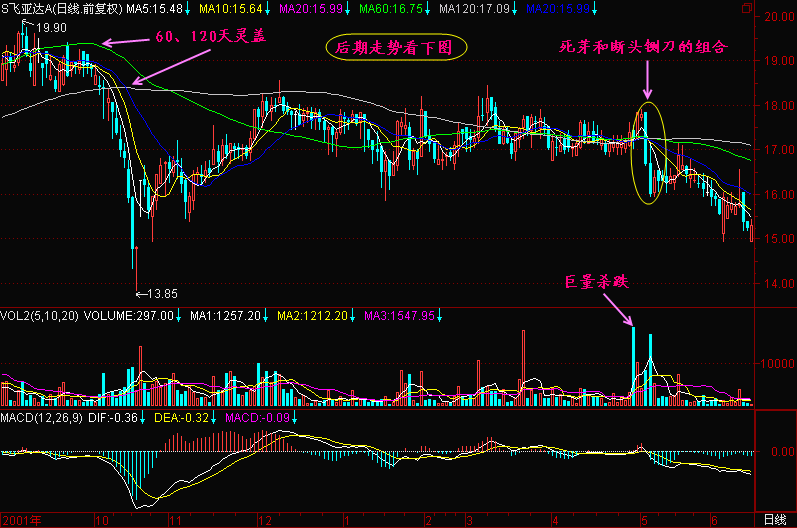 S飞亚达A(日线.前复权) MA5:15.48↓ MA10:15.64↓ MA20:15.99↓ MA60:16.75↓ MA120:17.09↓ MA30:15.99↓
20.00
19.90
60、120天灵盖
后期走势看下图
死芽和断头铡刀的组合
19.00
18.00
17.00
16.00
15.00
14.00
13.85
巨量杀跌
VOL2(5,10,20) VOLUME:297.00↓ MA1:1257.20↓ MA2:1212.20↓ MA3:1547.95↓
10000
MACD(12,26,9) DIF:-0.36↓ DEA:-0.32↓ MACD:-0.09↓
0.00
2001年 10 11 12 1 2 3 4 5 6 日线